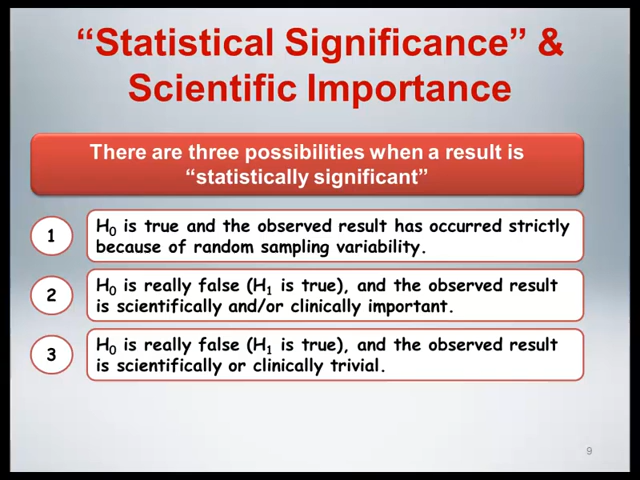 “Statistical Significance” &
Scientific Importance
There are three possibilities when a result is
“statistically significant”
1
H0 is true and the observed result has occurred strictly
because of random sampling variability.
2
H0 is really false (H1 is true), and the observed result
is scientifically and/or clinically important.
3
H0 is really false (H1 is true), and the observed result
is scientifically or clinically trivial.
9